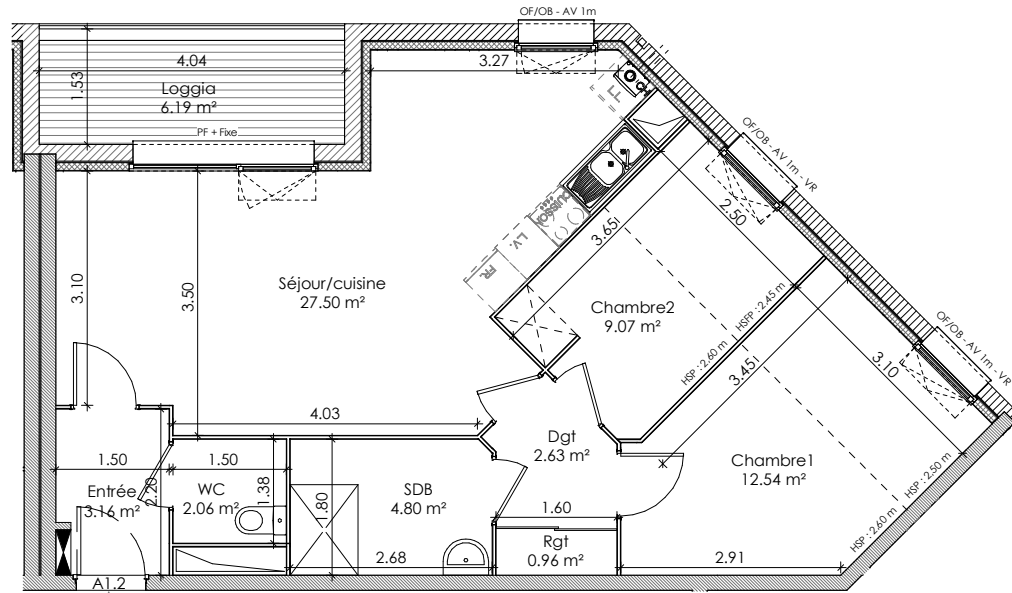 OF/OB - AV 1m
4.04
3.27
1.53
Loggia
6.19 m²
PF + Fixe
LL
CH
OF/OB - AV 1m - VR
2.50
CUISSON
L.V.
FR
3.65
3.10
3.50
Séjour/cuisine
27.50 m²
Chambre2
9.07 m²
HSFP : 2.45 m
HSP : 2.60 m
3.45
OF/OB - AV 1m - VR
3.10
4.03
Dgt
2.63 m²
Chambre1
12.54 m²
HSP : 2.50 m
HSP : 2.60 m
1.50
1.50
Entrée
3.16 m²
2.20
WC
2.06 m²
1.38
1.80
SDB
4.80 m²
1.60
2.68
Rgt
0.96 m²
2.91
A1.2